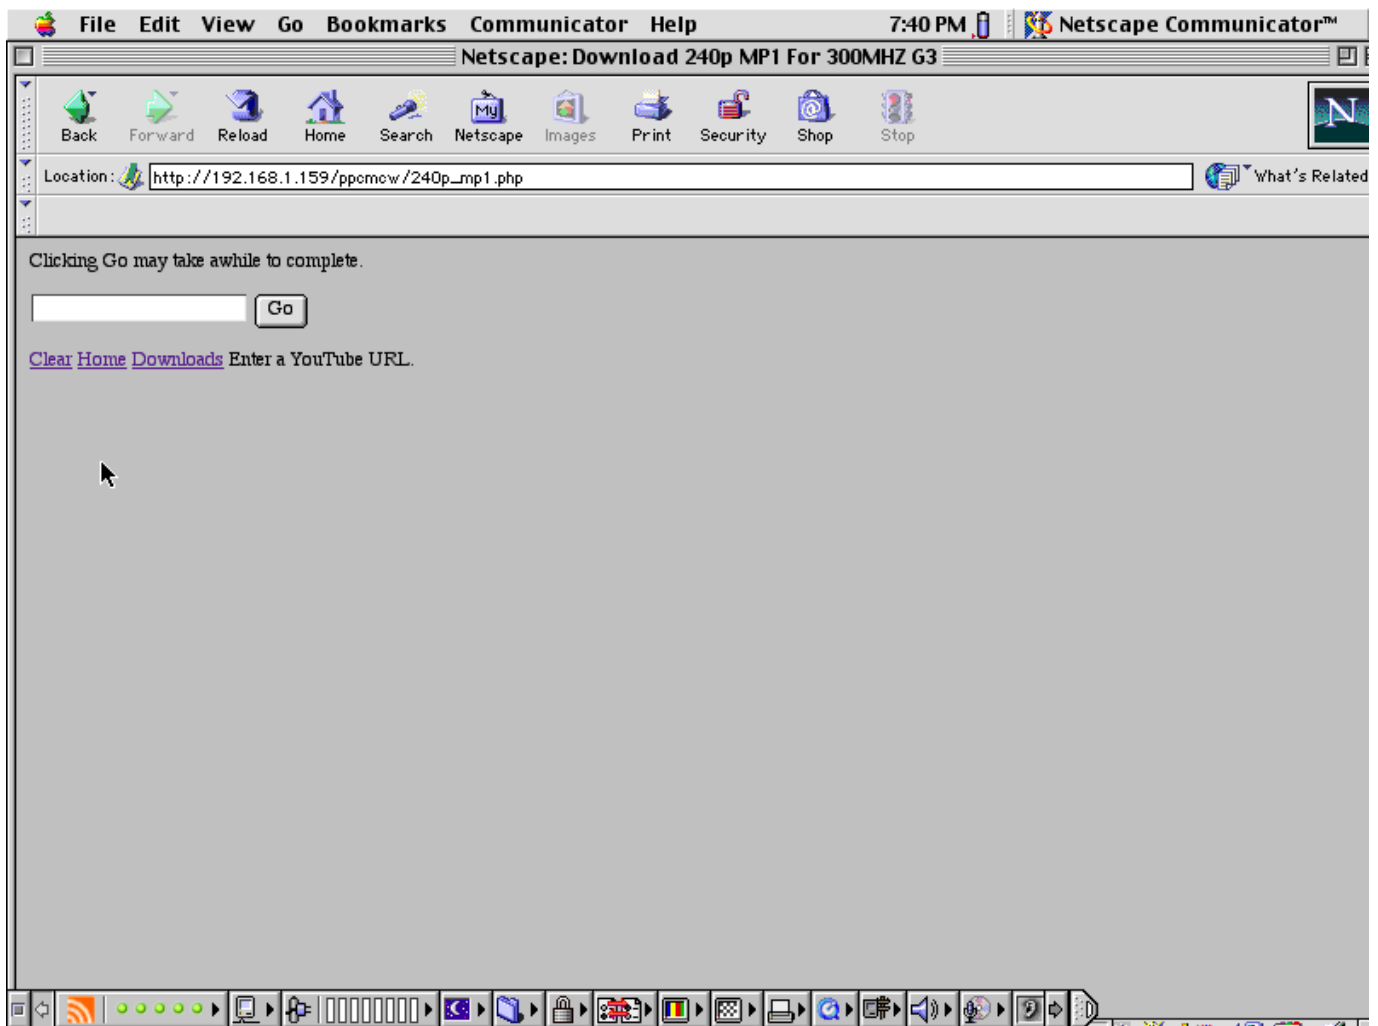 File Edit View Go Bookmarks Communicator Help 7:40 PM Netscape Communicator™
Netscape: Download 240p MP1 For 300MHZ G3
My N
Back Forward Reload Home Search Netscape Images Print Security Shop Stop
Location: http://192.168.1.159/ppcmcw/240p_mp1.php What's Related
Clicking Go may take awhile to complete.
Go
Clear Home Downloads Enter a YouTube URL.